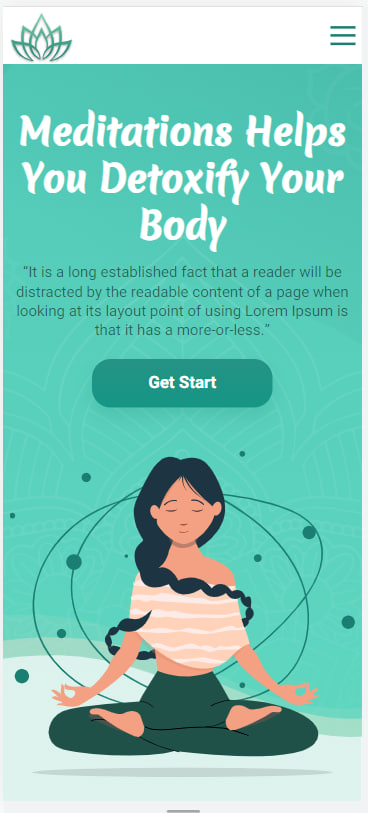 Meditations Helps
You Detoxify Your
Body
“It is a long established fact that a reader will be
distracted by the readable content of a page when
looking at its layout point of using Lorem Ipsum is
that it has a more-or-less.”
Get Start